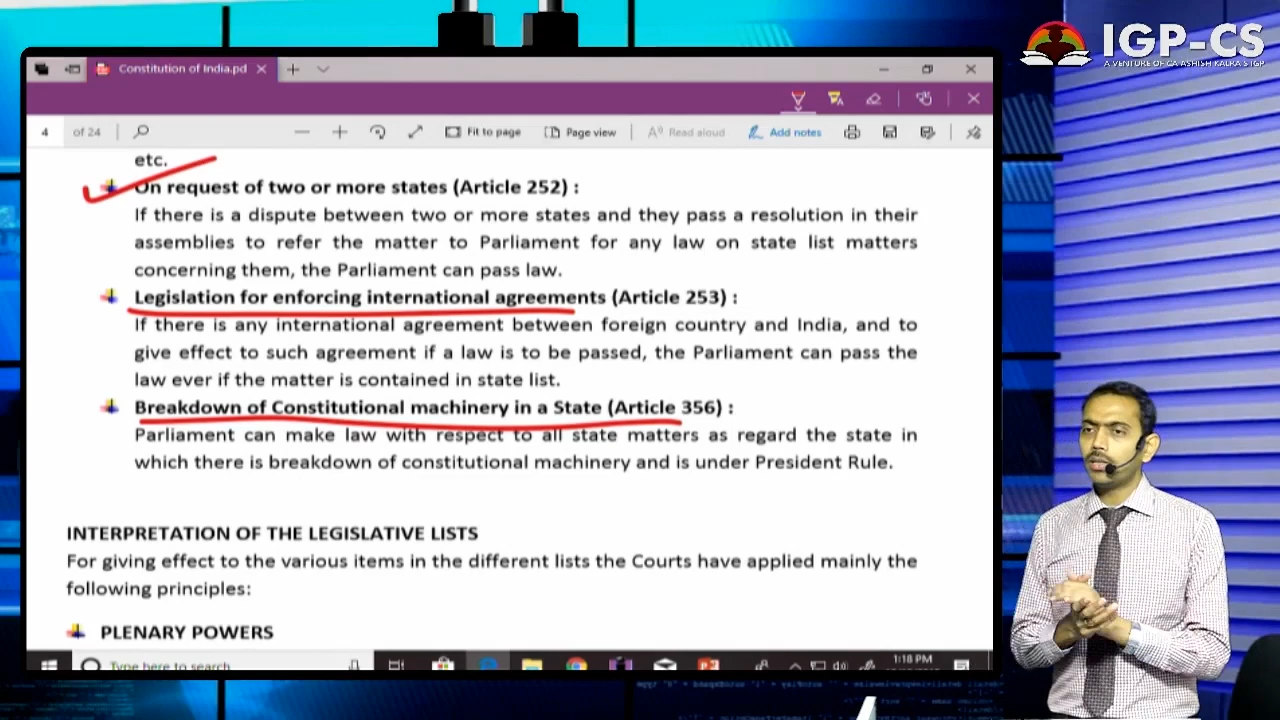 IGP-CS
A VENTURE OF CA ASHISH KALRA'S IGP
Constitution of India.pd
4 of 24
Fit to page
Page view
Read aloud
Add notes
etc.
On request of two or more states (Article 252) :
If there is a dispute between two or more states and they pass a resolution in their
assemblies to refer the matter to Parliament for any law on state list matters
concerning them, the Parliament can pass law.
Legislation for enforcing international agreements (Article 253) :
If there is any international agreement between foreign country and India, and to
give effect to such agreement if a law is to be passed, the Parliament can pass the
law ever if the matter is contained in state list.
Breakdown of Constitutional machinery in a State (Article 356) :
Parliament can make law with respect to all state matters as regard the state in
which there is breakdown of constitutional machinery and is under President Rule.
INTERPRETATION OF THE LEGISLATIVE LISTS
For giving effect to the various items in the different lists the Courts have applied mainly the
following principles:
PLENARY POWERS
Type here to search
1:18 PM